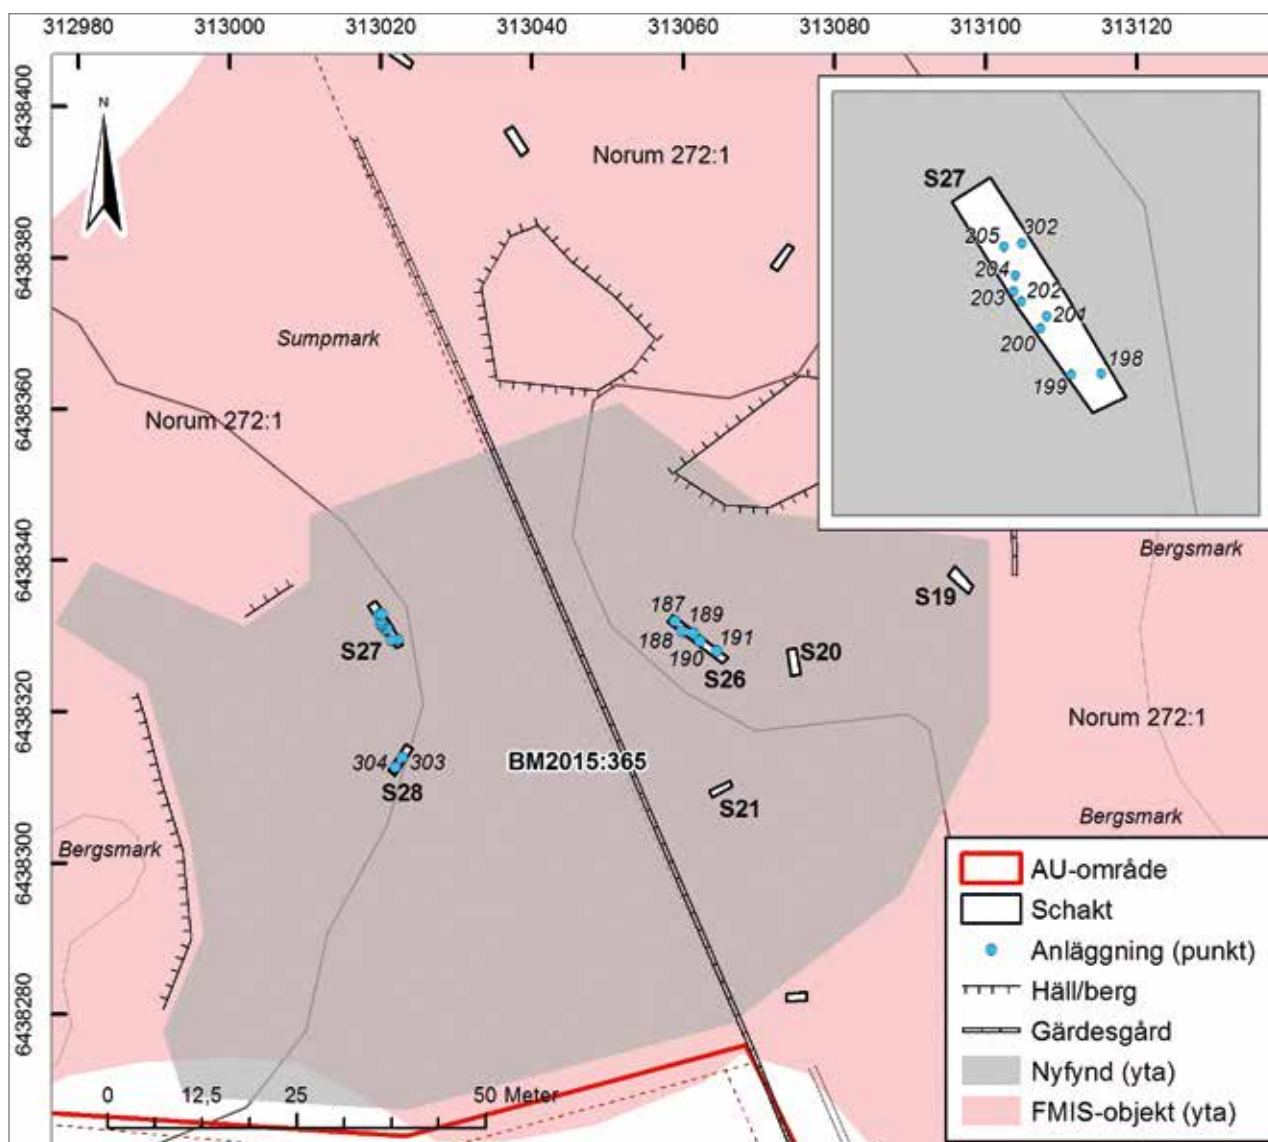 312980 313000 313020 313040 313060 313080 313100 313120
6438400
6438380
6438360
6438340
6438320
6438300
6438280
N
Norum 272:1
Sumpmark
Norum 272:1
S27
205
302
204
203
202
201
200
199
198
Bergsmark
S19
187
189
188
191
190
S26
S20
S27
Norum 272:1
BM2015:365
304
303
S28
S21
Bergsmark
Bergsmark
0 12,5 25 50 Meter
AU-område
Schakt
Anläggning (punkt)
Häll/berg
Gärdesgård
Nyfynd (yta)
FMIS-objekt (yta)